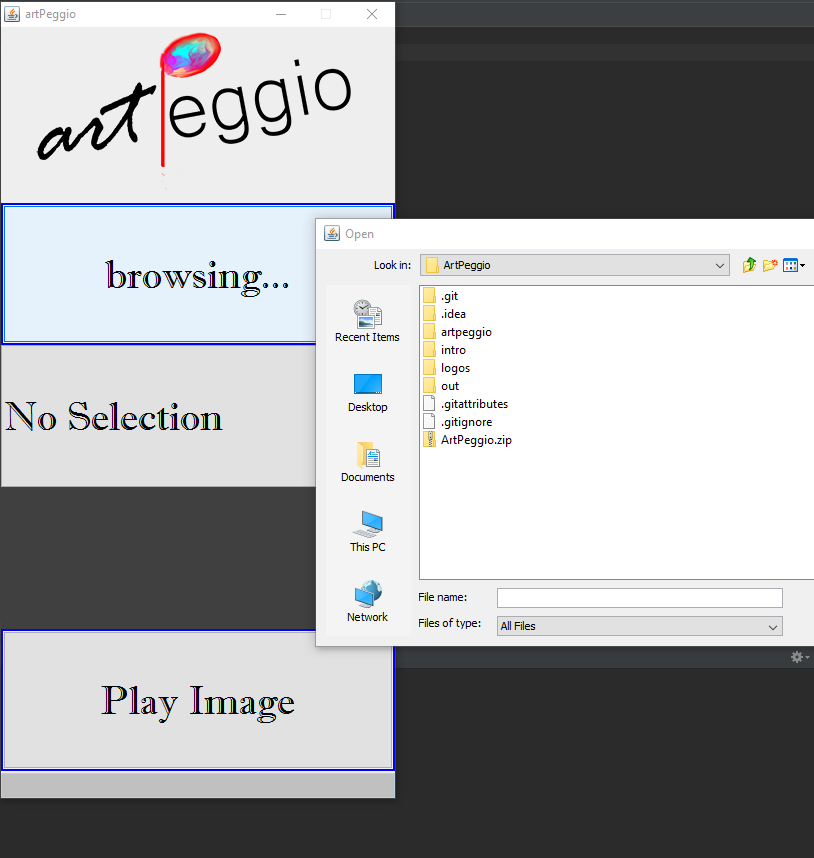 artPeggio
artpeggio
browsing...
No Selection
Play Image
Open
Look in:
ArtPeggio
Recent Items
Desktop
Documents
This PC
Network
.git
.idea
artpeggio
intro
logos
out
.gitattributes
.gitignore
ArtPeggio.zip
File name:
Files of type:
All Files